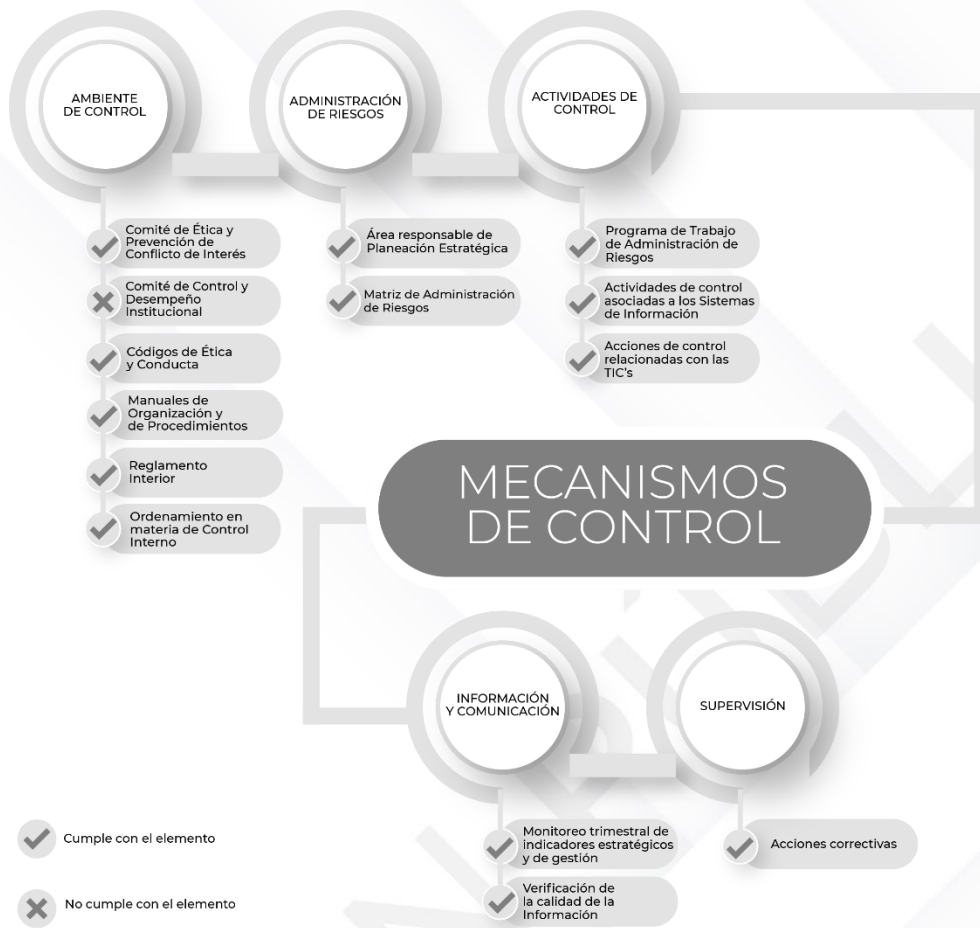 AMBIENTE
DE CONTROL
ADMINISTRACIÓN
DE RIESGOS
ACTIVIDADES DE
CONTROL
Comité de Ética y
Prevención de
Conflicto de Interés
Comité de Control y
Desempeño
Institucional
Códigos de Ética
y Conducta
Manuales de
Organización y
de Procedimientos
Reglamento
Interior
Ordenamiento en
materia de Control
Interno
Área responsable de
Planeación Estratégica
Matriz de Administración
de Riesgos
Programa de Trabajo
de Administración de
Riesgos
Actividades de control
asociadas a los Sistemas
de Información
Acciones de control
relacionadas con las
TIC's
MECANISMOS
DE CONTROL
INFORMACIÓN
Y COMUNICACIÓN
SUPERVISIÓN
Monitoreo trimestral de
indicadores estratégicos
y de gestión
Verificación de
la calidad de la
Información
Acciones correctivas
Cumple con el elemento
No cumple con el elemento